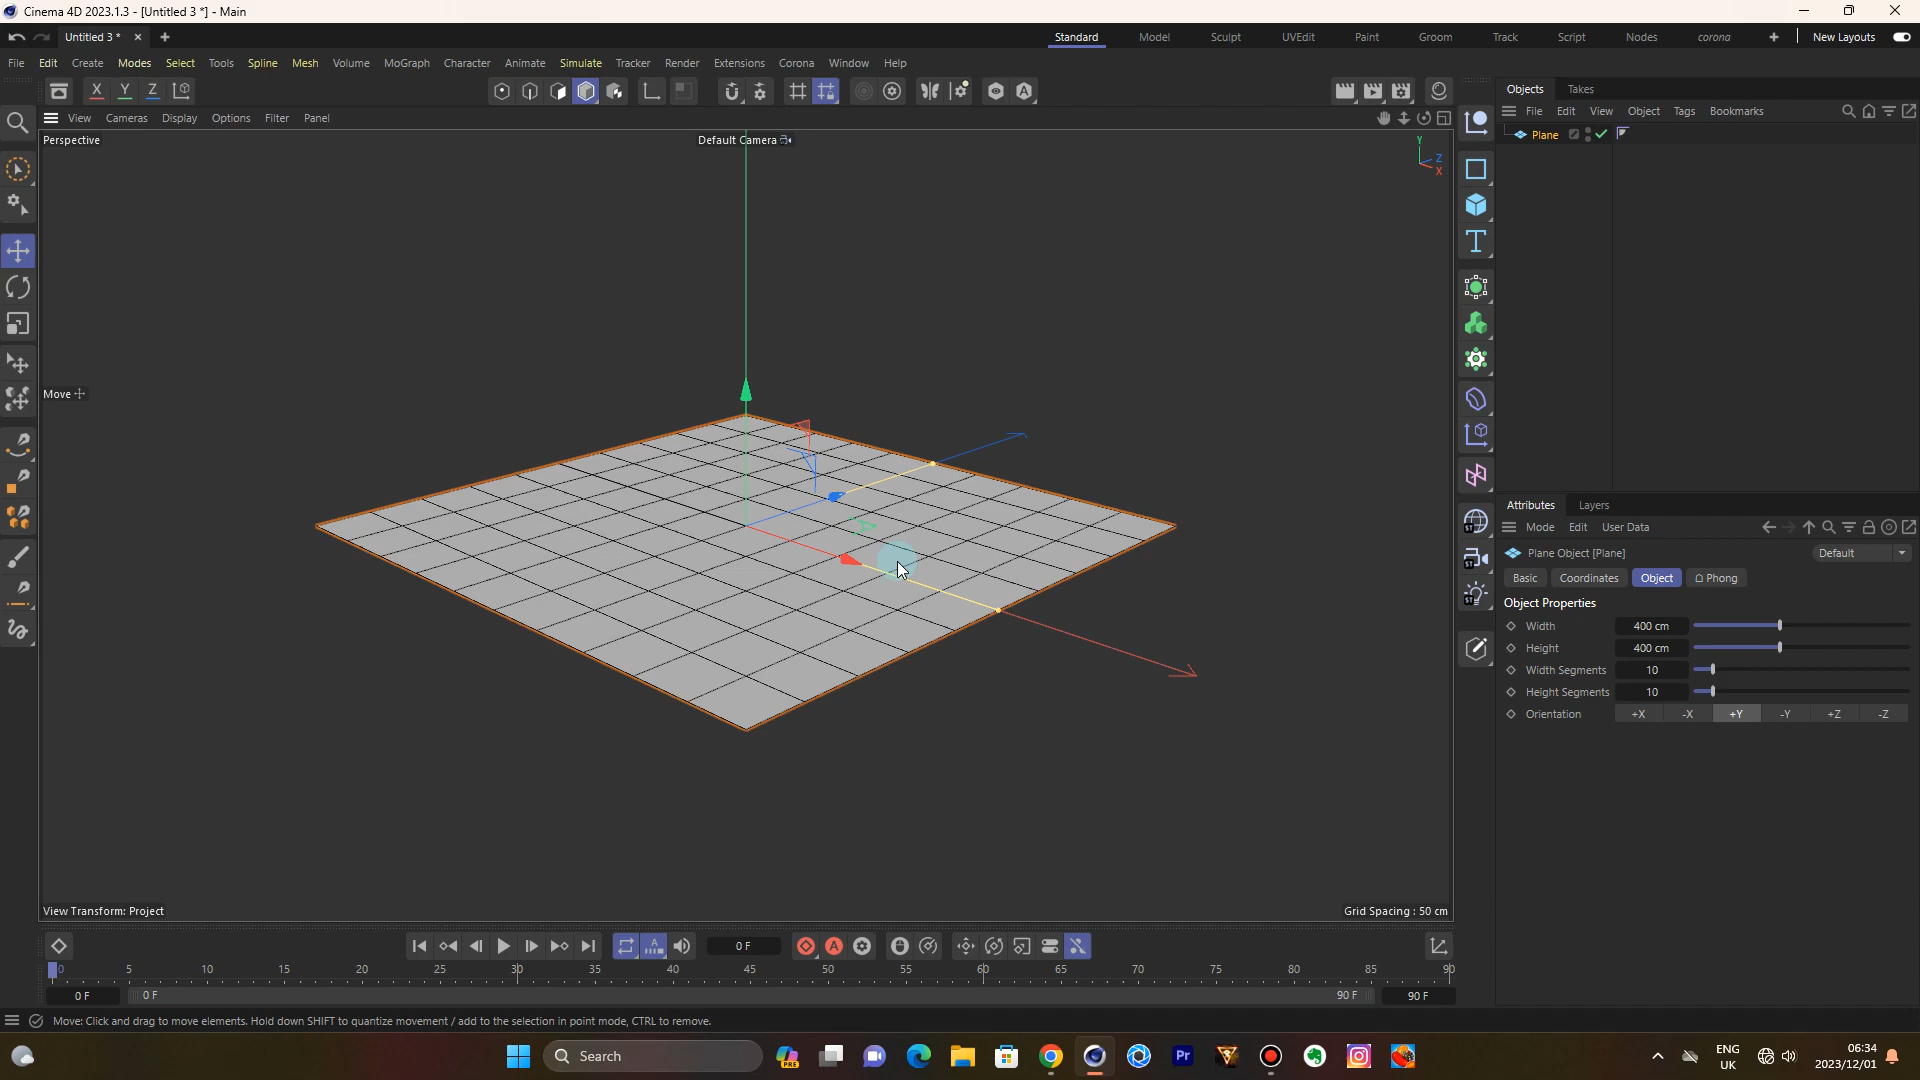 Cinema 4D 2023.1.3 - [Untitled 3 *] - Main
Untitled 3 *
Standard Model Sculpt UVEdit Paint Groom Track Script Nodes corona New Layouts
File Edit Create Modes Select Tools Spline Mesh Volume MoGraph Character Animate Simulate Tracker Render Extensions Corona Window Help
X Y Z
Objects Takes
File Edit View Object Tags Bookmarks
View Cameras Display Options Filter Panel
Plane
Perspective
Default Camera
Y
Z
X
Move
Attributes Layers
Mode Edit User Data
Plane Object [Plane]
Default
Basic Coordinates Object Phong
Object Properties
Width 400 cm
Height 400 cm
Width Segments 10
Height Segments 10
Orientation +X -X +Y -Y +Z -Z
View Transform: Project
Grid Spacing : 50 cm
0 F
0 5 10 15 20 25 30 35 40 45 50 55 60 65 70 75 80 85 90
0 F 0 F 90 F 90 F
Move: Click and drag to move elements. Hold down SHIFT to quantize movement / add to the selection in point mode, CTRL to remove.
Search
PRE
Pr
ENG
UK
06:34
2023/12/01